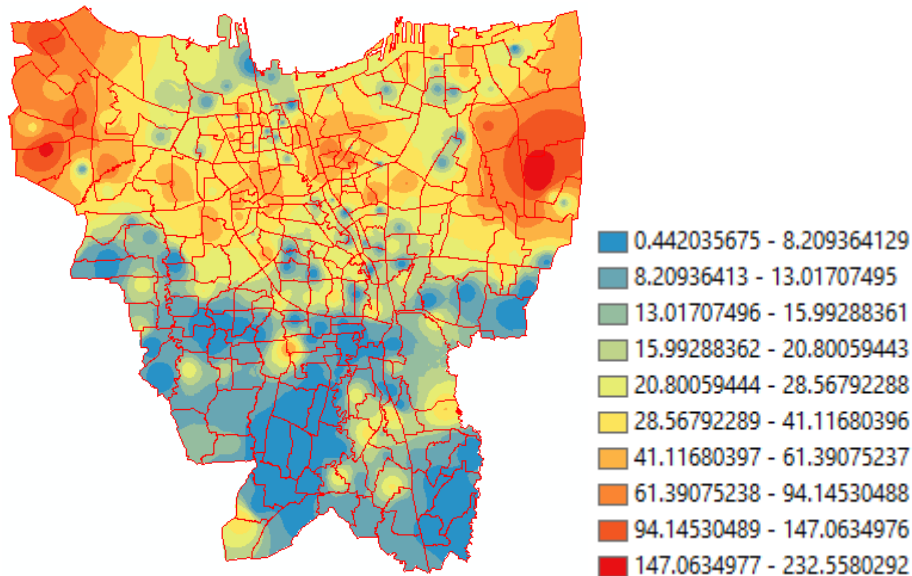 0.442035675 - 8.209364129
8.20936413 - 13.01707495
13.01707496 - 15.99288361
15.99288362 - 20.80059443
20.80059444 - 28.56792288
28.56792289 - 41.11680396
41.11680397 - 61.39075237
61.39075238 - 94.14530488
94.14530489 - 147.0634976
147.0634977 - 232.5580292